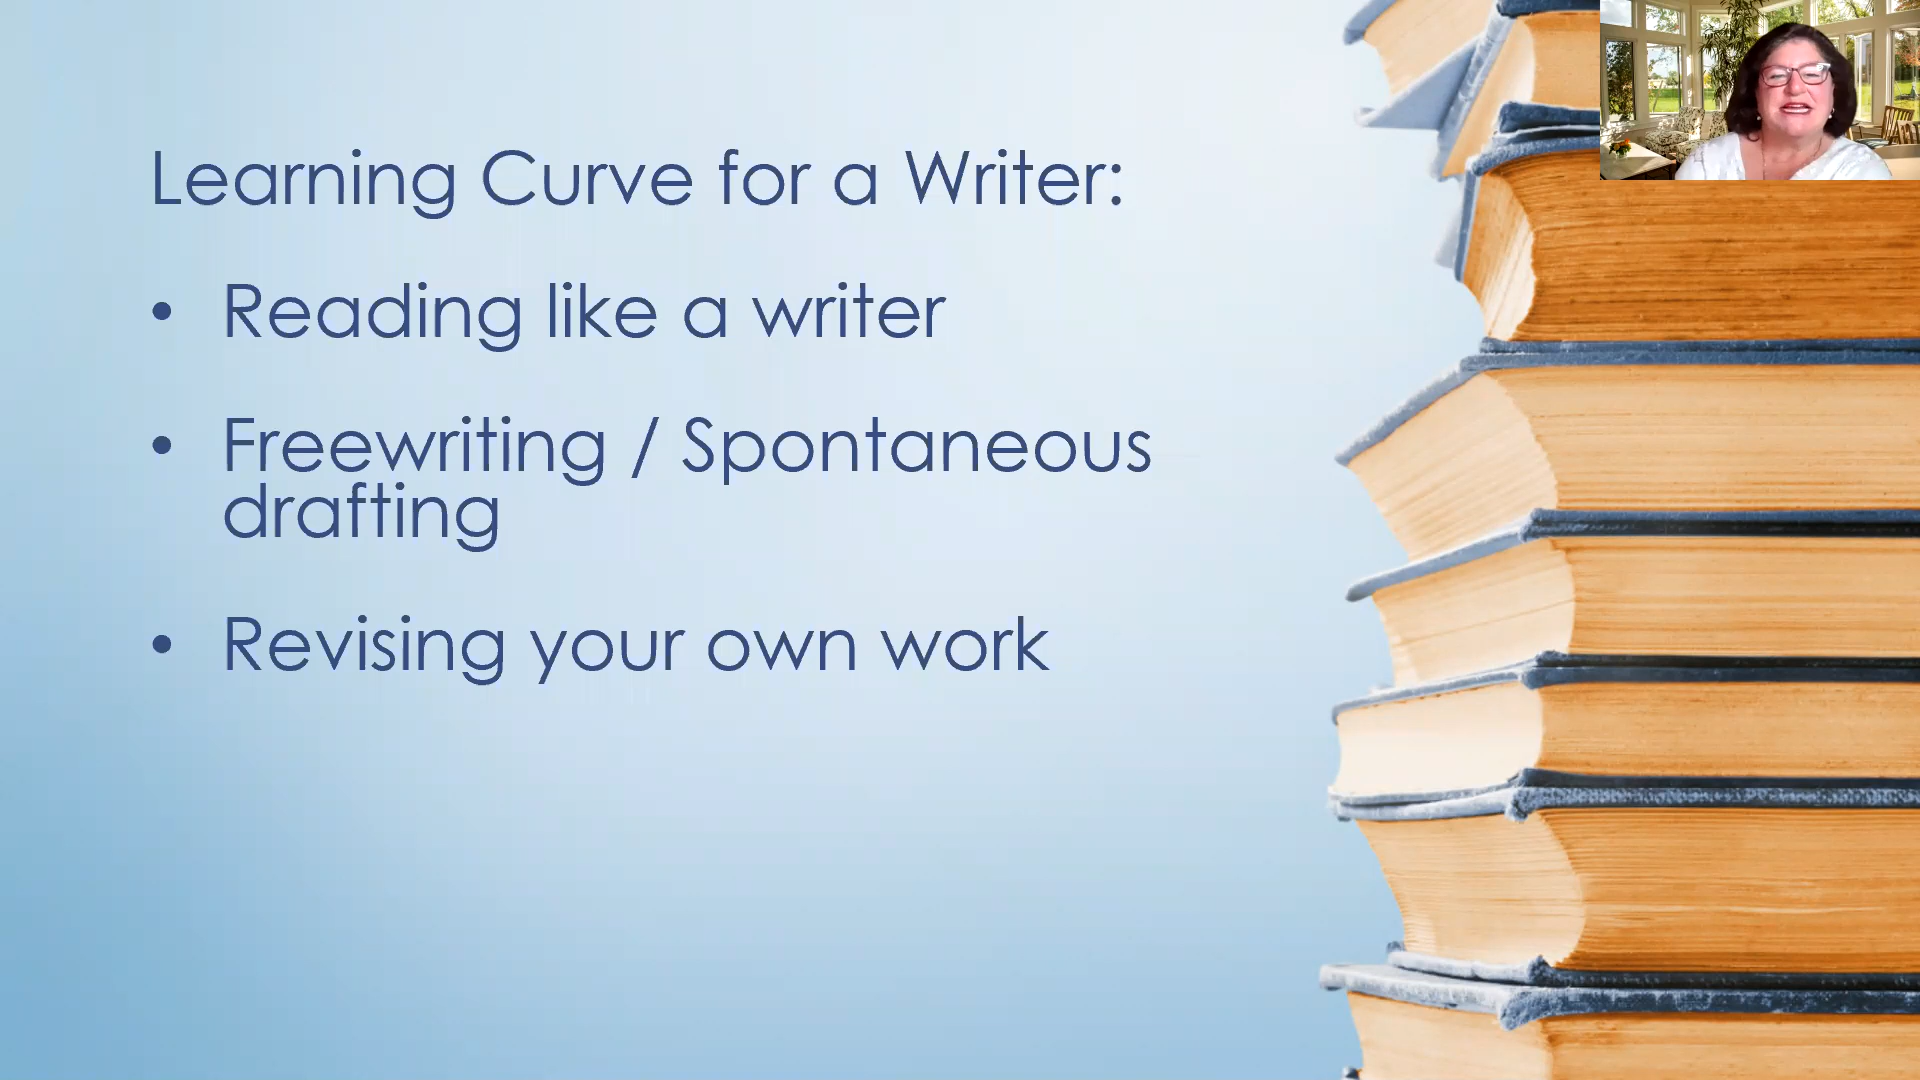 Learning Curve for a Writer:
• Reading like a writer
• Freewriting / Spontaneous
drafting
• Revising your own work